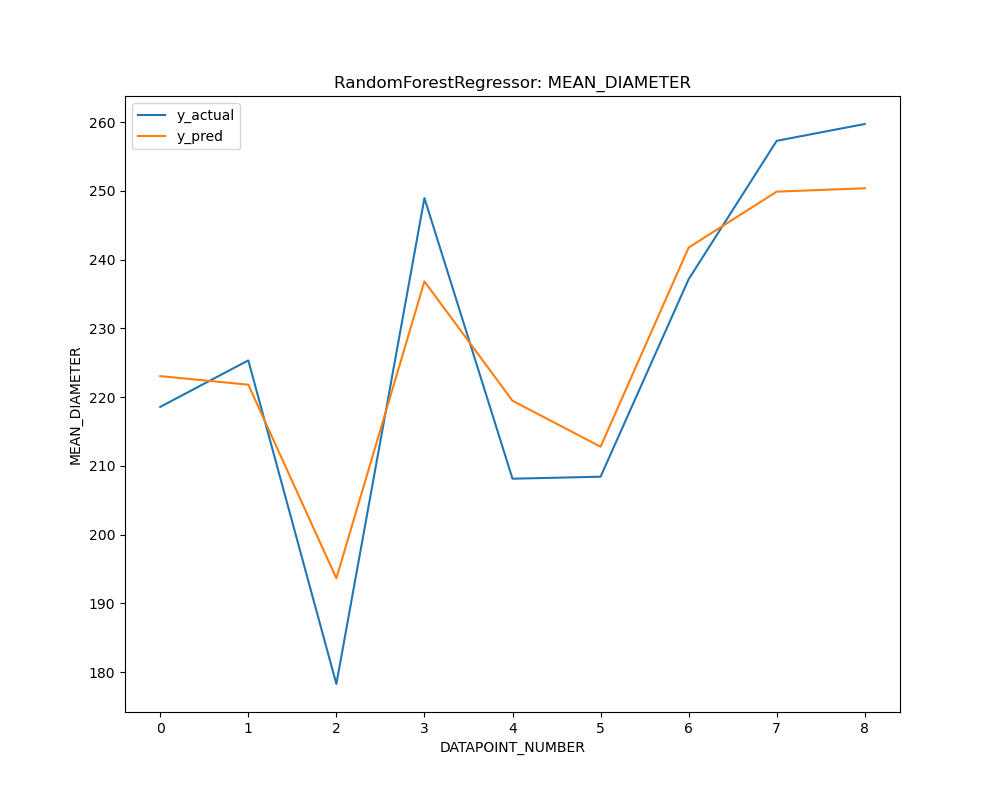 RandomForestRegressor: MEAN_DIAMETER
y_actual
y_pred
260
250
240
230
220
210
200
190
180
MEAN_DIAMETER
0 1 2 3 4 5 6 7 8
DATAPOINT_NUMBER